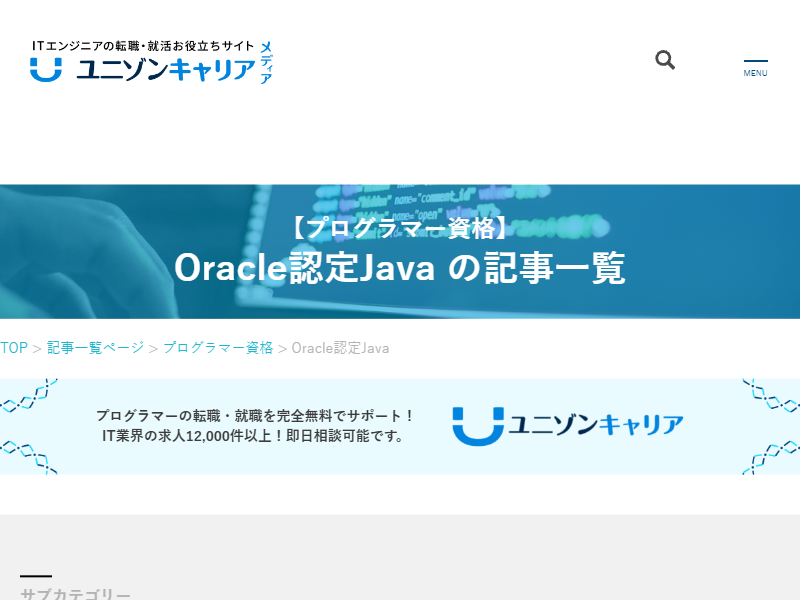 ITエンジニアの転職・就活お役立ちサイト
ユニゾンキャリア
メディア
MENU
【プログラマー資格】
Oracle認定Java の記事一覧
TOP > 記事一覧ページ > プログラマー資格 > Oracle認定Java
プログラマーの転職・就職を完全無料でサポート！
IT業界の求人12,000件以上！即日相談可能です。
ユニゾンキャリア
サブカテゴリー